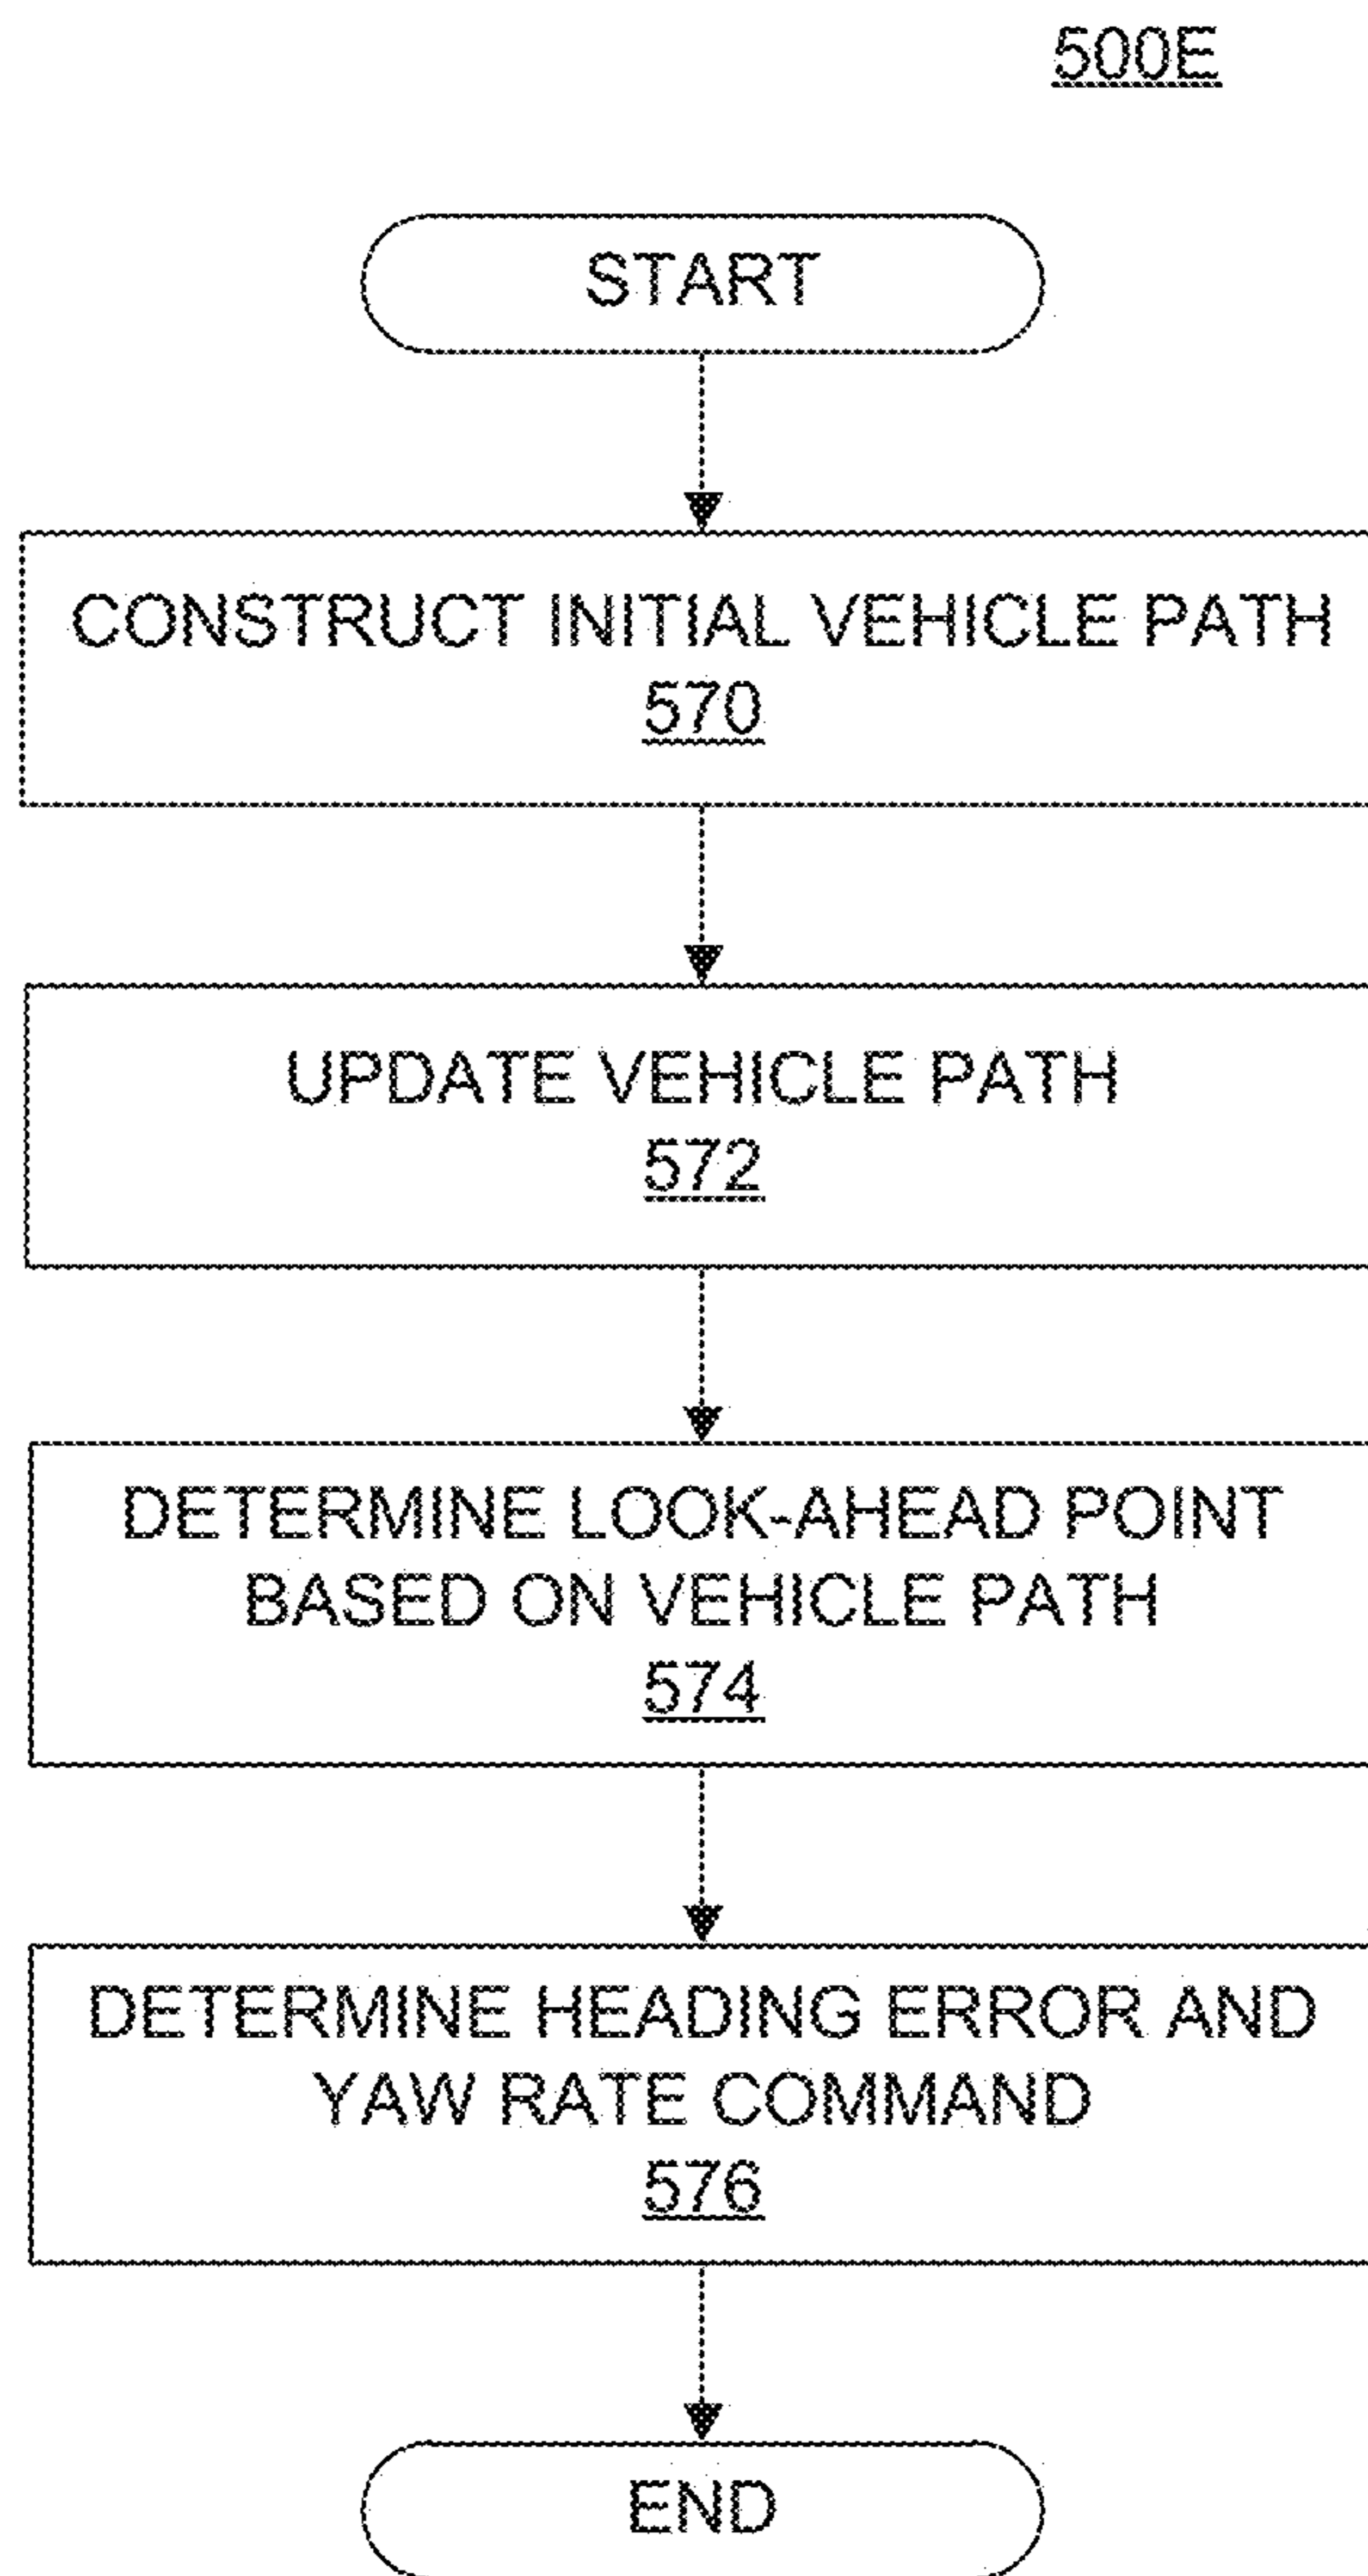 500E
START
CONSTRUCT INITIAL VEHICLE PATH
570
UPDATE VEHICLE PATH
572
DETERMINE LOOK-AHEAD POINT
BASED ON VEHICLE PATH
574
DETERMINE HEADING ERROR AND
YAW RATE COMMAND
576
END